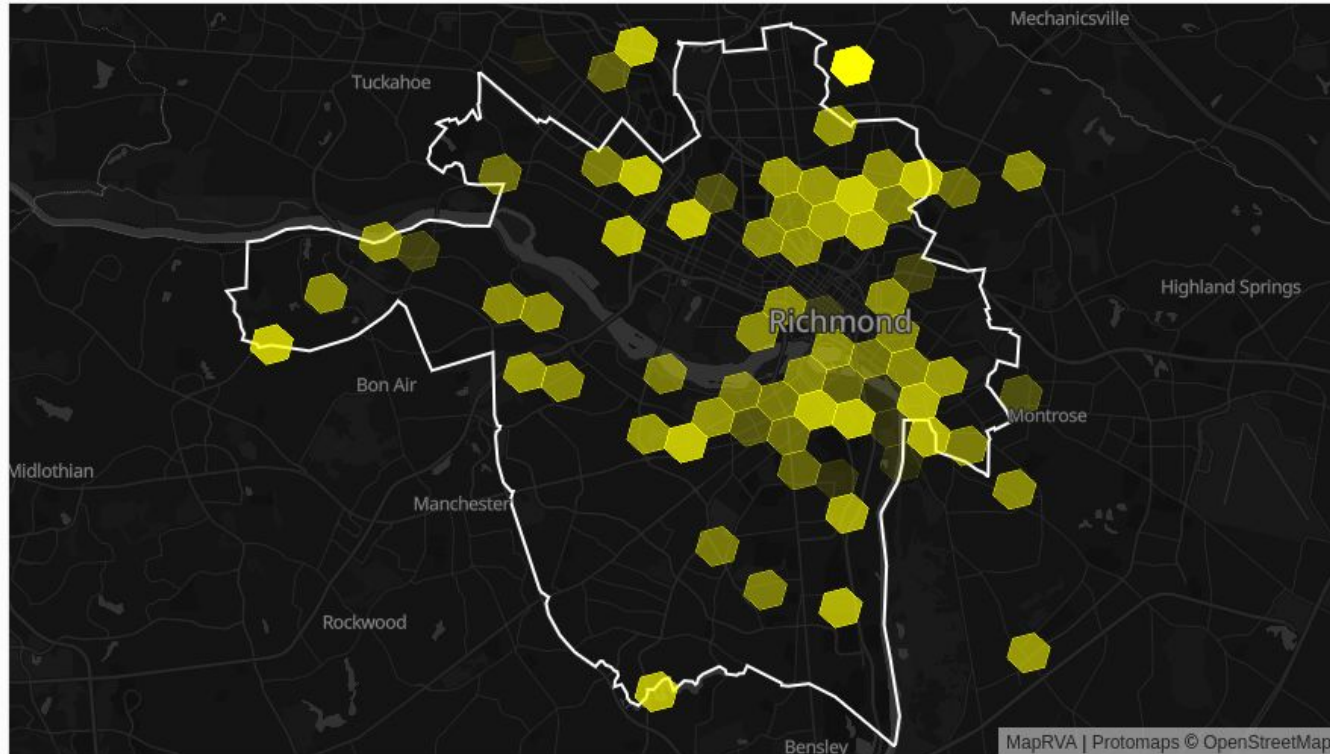 Mechanicsville
Tuckahoe
Highland Springs
Richmond
Bon Air
Montrose
Midlothian
Manchester
Rockwood
Bensley
MapRVA | Protomaps © OpenStreetMap